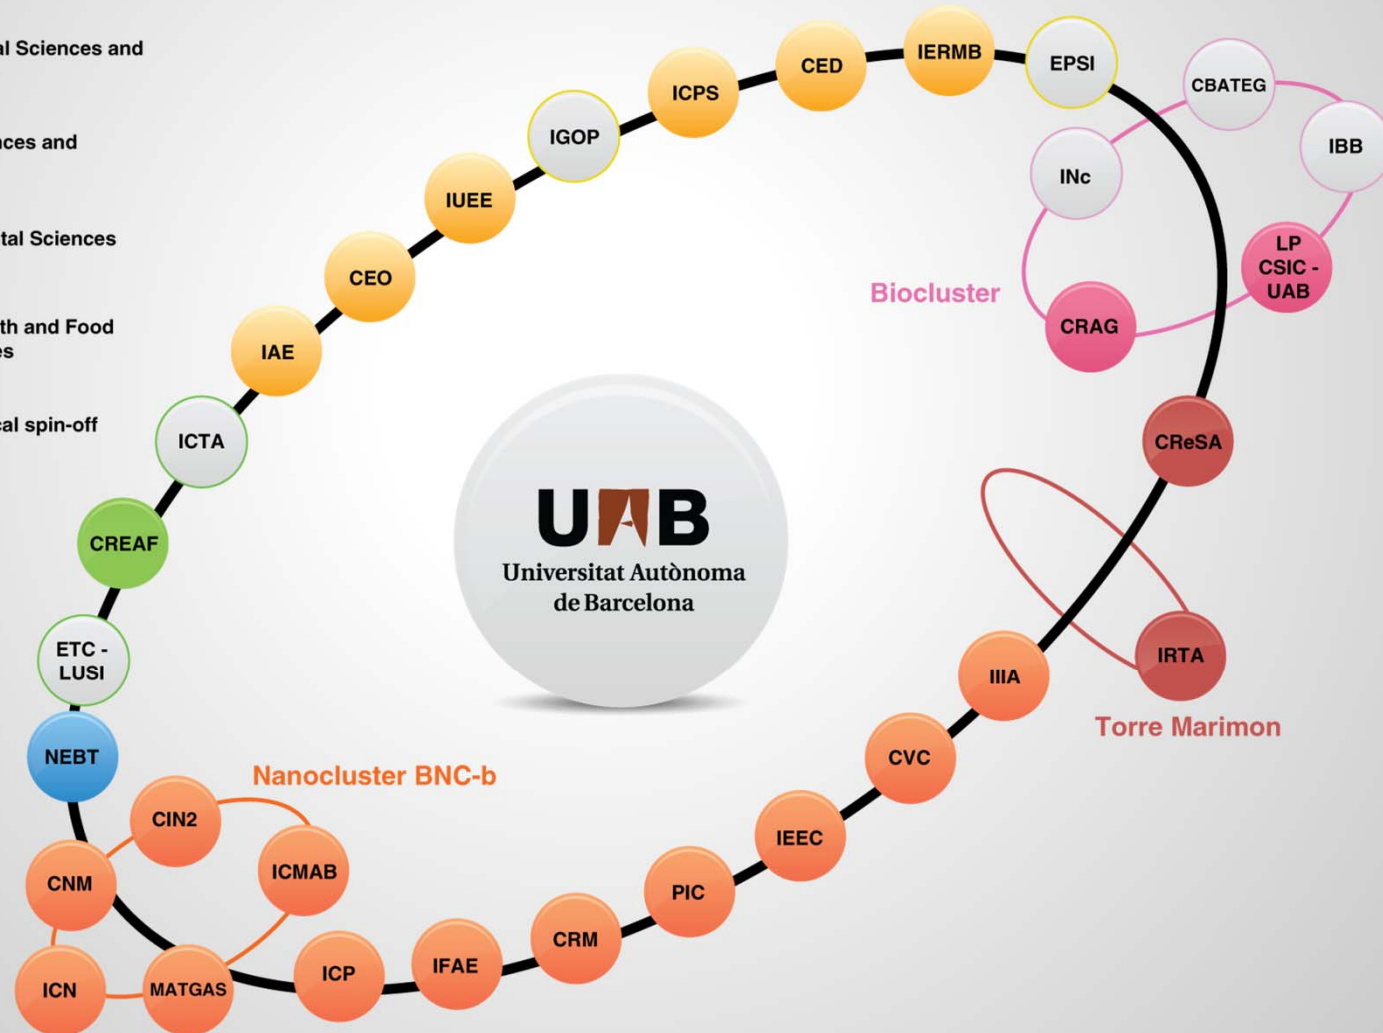 al Sciences and
nces and
tal Sciences
th and Food
es
cal spin-off
IERMB
CED
EPSI
ICPS
CBATEG
IGOP
IBB
INc
IUEE
LP
CSIC -
UAB
CEO
Biocluster
CRAG
IAE
ICTA
CReSA
UAB
Universitat Autònoma
de Barcelona
CREAF
ETC -
LUSI
IRTA
IIIA
Torre Marimon
NEBT
CVC
Nanocluster BNC-b
CIN2
IEEC
ICMAB
CNM
PIC
CRM
IFAE
ICP
ICN
MATGAS